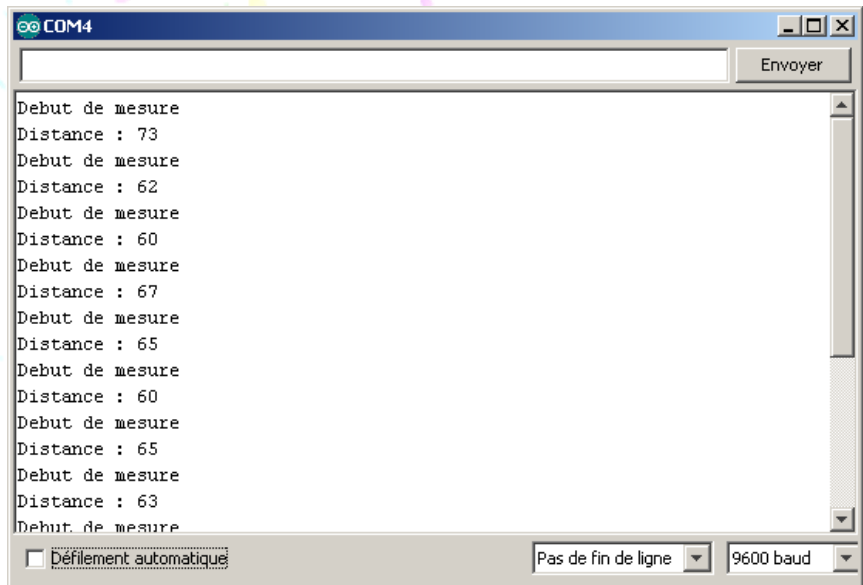 COM4
Envoyer
Debut de mesure
Distance : 73
Debut de mesure
Distance : 62
Debut de mesure
Distance : 60
Debut de mesure
Distance : 67
Debut de mesure
Distance : 65
Debut de mesure
Distance : 60
Debut de mesure
Distance : 65
Debut de mesure
Distance : 63
Debut de mesure
Défilement automatique Pas de fin de ligne 9600 baud